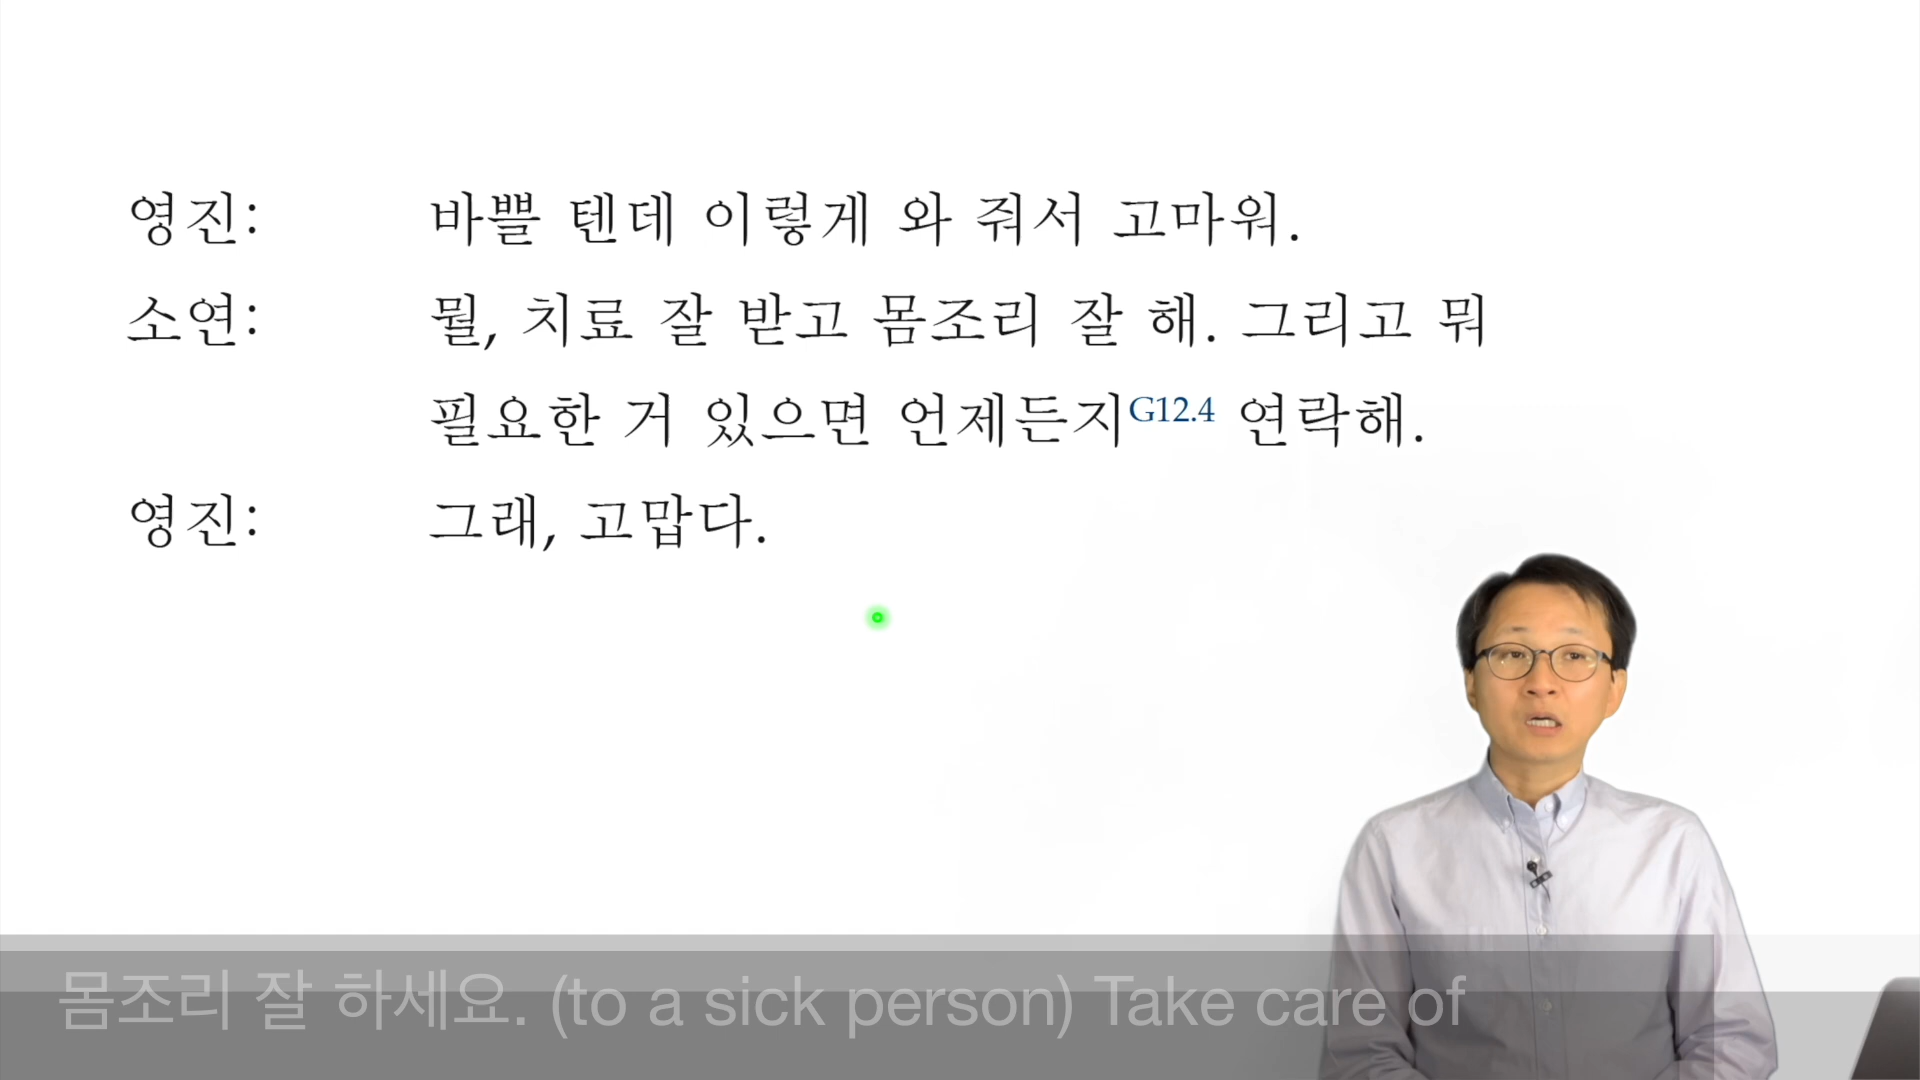 영진: 바쁠 텐데 이렇게 와 줘서 고마워.
소연: 뭘, 치료 잘 받고 몸조리 잘 해. 그리고 뭐
필요한 거 있으면 언제든지G12.4 연락해.
영진: 그래, 고맙다.
몸조리 잘 하세요. (to a sick person) Take care of